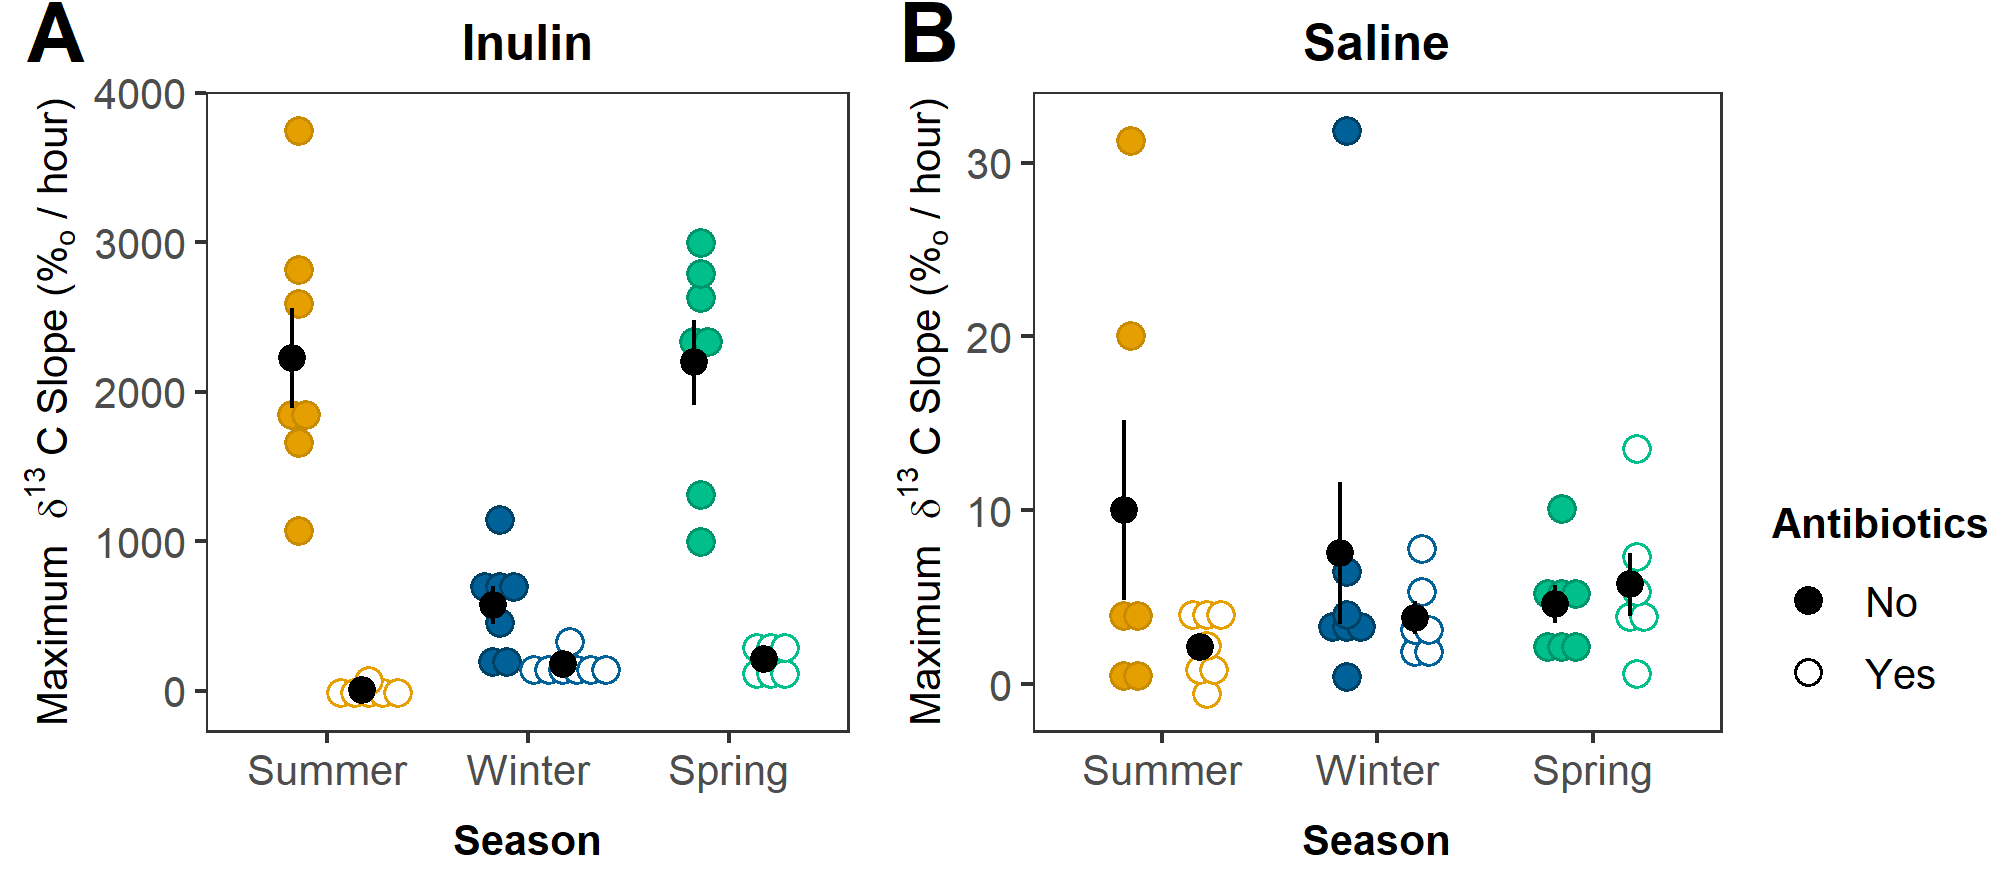 A
Inulin
Maximum δ¹³ C Slope (‰ / hour)
4000
3000
2000
1000
0
Summer
Winter
Spring
Season
B
Saline
Maximum δ¹³ C Slope (‰ / hour)
30
20
10
0
Summer
Winter
Spring
Season
Antibiotics
No
Yes